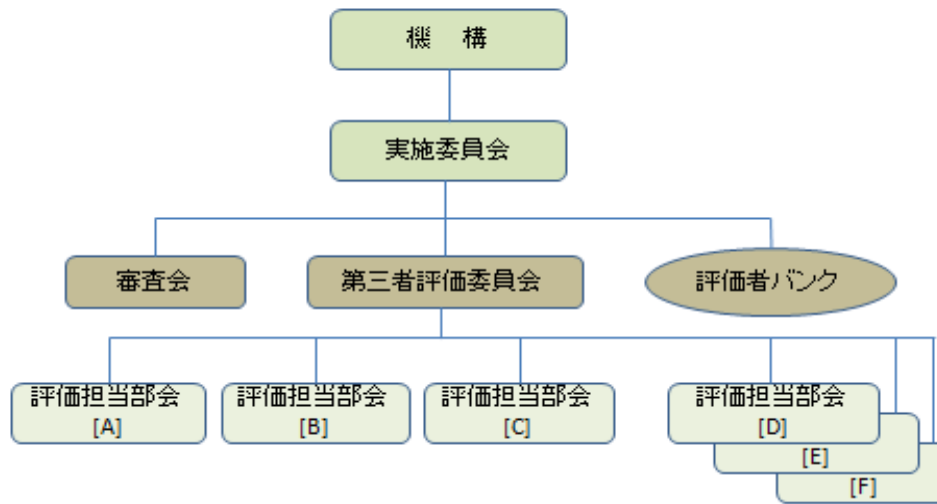 機 構
実施委員会
審査会
第三者評価委員会
評価者バンク
評価担当部会
[A]
評価担当部会
[B]
評価担当部会
[C]
評価担当部会
[D]
[E]
[F]